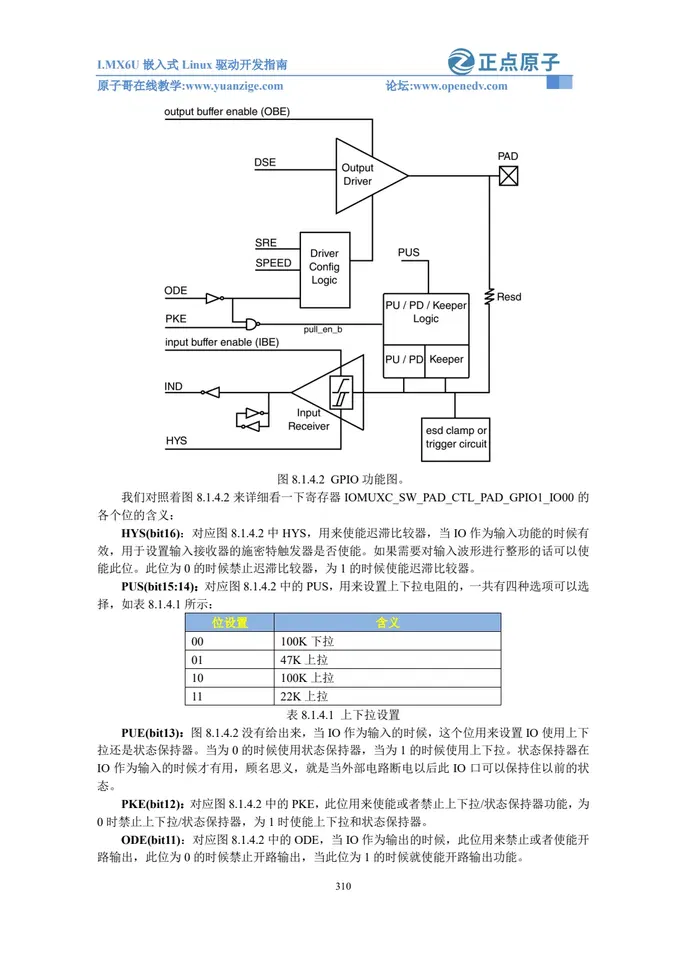 I.MX6U 嵌入式 Linux 驱动开发指南
正点原子
原子哥在线教学:www.yuanzige.com 论坛:www.openedv.com
output buffer enable (OBE)
PAD
DSE
Output
Driver
SRE
SPEED
Driver
Config
Logic
PUS
ODE
PU / PD / Keeper
Logic
Resd
PKE
pull_en_b
input buffer enable (IBE)
PU / PD
Keeper
IND
Input
Receiver
HYS
esd clamp or
trigger circuit
图 8.1.4.2 GPIO 功能图。
我们对照着图 8.1.4.2 来详细看一下寄存器 IOMUXC_SW_PAD_CTL_PAD_GPIO1_IO00 的
各个位的含义：
HYS(bit16)：对应图 8.1.4.2 中 HYS，用来使能迟滞比较器，当 IO 作为输入功能的时候有
效，用于设置输入接收器的施密特触发器是否使能。如果需要对输入波形进行整形的话可以使
能此位。此位为 0 的时候禁止迟滞比较器，为 1 的时候使能迟滞比较器。
PUS(bit15:14)：对应图 8.1.4.2 中的 PUS，用来设置上下拉电阻的，一共有四种选项可以选
择，如表 8.1.4.1 所示：
位设置 含义
00 100K 下拉
01 47K 上拉
10 100K 上拉
11 22K 上拉
表 8.1.4.1 上下拉设置
PUE(bit13)：图 8.1.4.2 没有给出来，当 IO 作为输入的时候，这个位用来设置 IO 使用上下
拉还是状态保持器。当为 0 的时候使用状态保持器，当为 1 的时候使用上下拉。状态保持器在
IO 作为输入的时候才有用，顾名思义，就是当外部电路断电以后此 IO 口可以保持住以前的状
态。
PKE(bit12)：对应图 8.1.4.2 中的 PKE，此位用来使能或者禁止上下拉/状态保持器功能，为
0 时禁止上下拉/状态保持器，为 1 时使能上下拉和状态保持器。
ODE(bit11)：对应图 8.1.4.2 中的 ODE，当 IO 作为输出的时候，此位用来禁止或者使能开
路输出，此位为 0 的时候禁止开路输出，当此位为 1 的时候就使能开路输出功能。
310